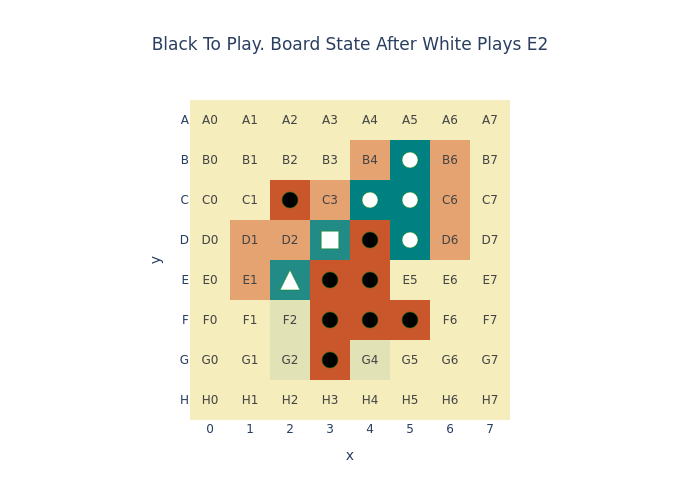 Black To Play. Board State After White Plays E2
A A0 A1 A2 A3 A4 A5 A6 A7
B B0 B1 B2 B3 B4 B6 B7
C C0 C1 C3 C6 C7
D D0 D1 D2 D6 D7
y
E E0 E1 E5 E6 E7
F F0 F1 F2 F6 F7
G G0 G1 G2 G4 G5 G6 G7
H H0 H1 H2 H3 H4 H5 H6 H7
0 1 2 3 4 5 6 7
x